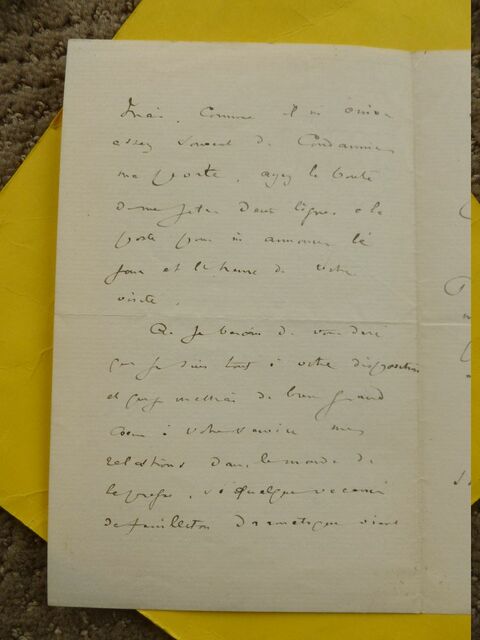 Mais, comme il m'arrive
assez souvent de condamner
ma porte, ayez la bonté
de me jeter deux lignes à la
poste pour m'annoncer le
jour et l'heure de votre
visite.
Ai-je besoin de vous dire
que je suis tout à votre disposition
et que je mettrai de bien grand
coeur à votre service mes
relations dans le monde de
la presse, si quelque vacance
de feuilleton dramatique vient